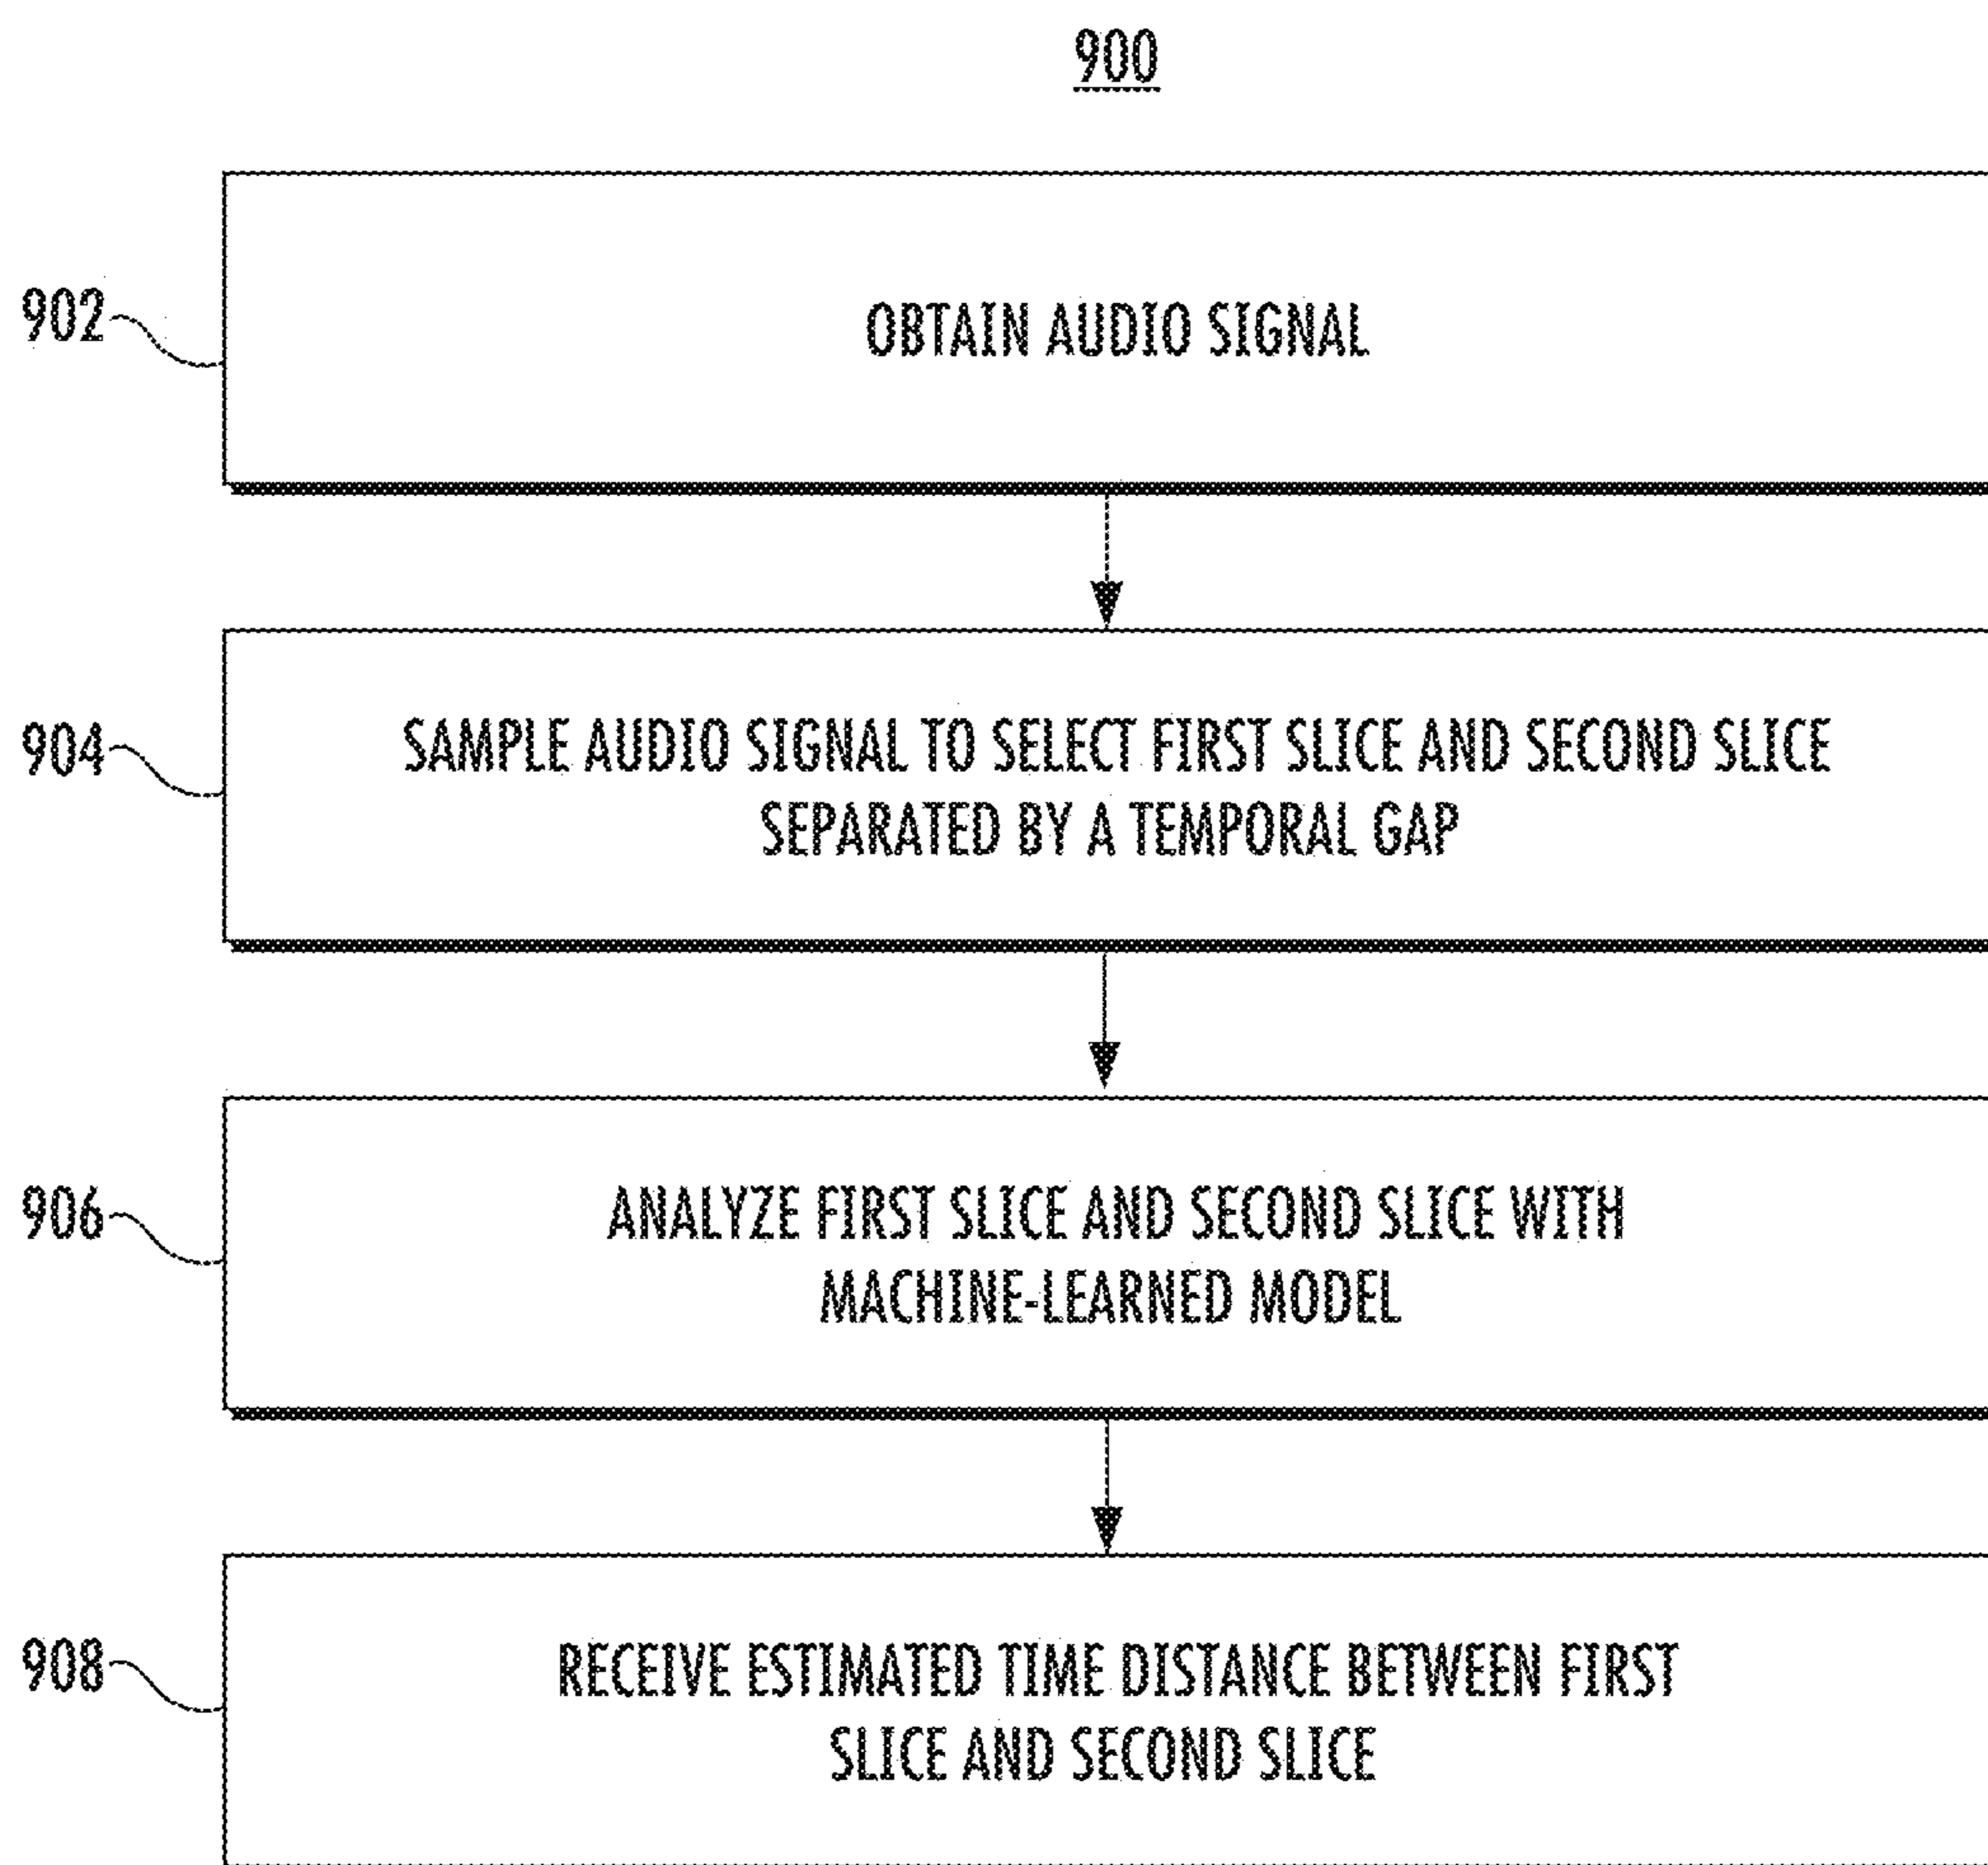 900
902
OBTAIN AUDIO SIGNAL
904
SAMPLE AUDIO SIGNAL TO SELECT FIRST SLICE AND SECOND SLICE
SEPARATED BY A TEMPORAL GAP
906
ANALYZE FIRST SLICE AND SECOND SLICE WITH
MACHINE-LEARNED MODEL
908
RECEIVE ESTIMATED TIME DISTANCE BETWEEN FIRST
SLICE AND SECOND SLICE